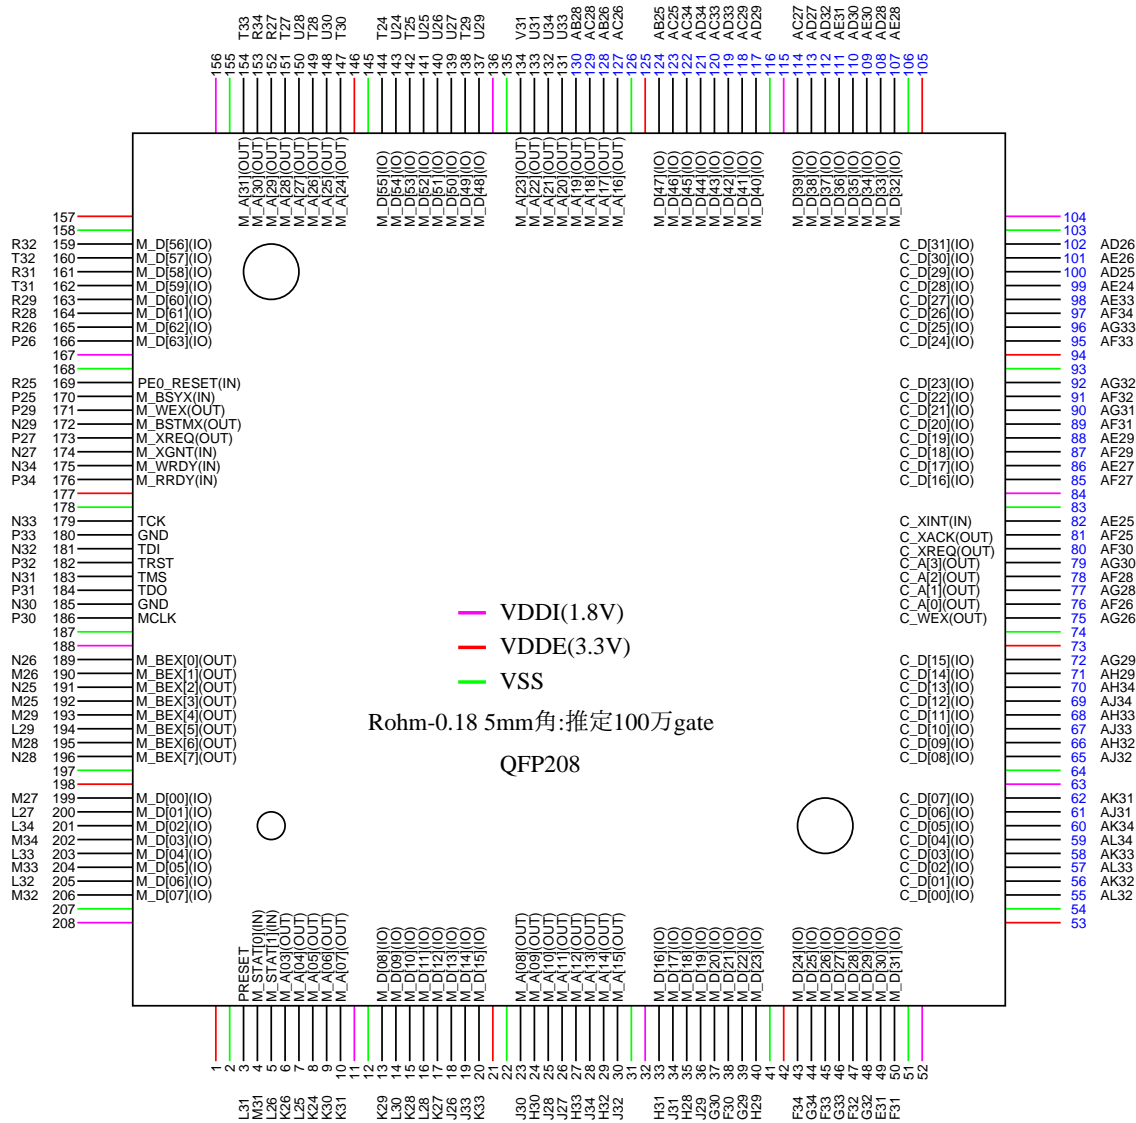 156
155
M_A[31](OUT) 154 T33
M_A[30](OUT) 153 R34
M_A[29](OUT) 152 R27
M_A[28](OUT) 151 T27
M_A[27](OUT) 150 U28
M_A[26](OUT) 149 T28
M_A[25](OUT) 148 U30
M_A[24](OUT) 147 T30
146
145
M_D[55](IO) 144 T24
M_D[54](IO) 143 U24
M_D[53](IO) 142 T25
M_D[52](IO) 141 U25
M_D[51](IO) 140 U26
M_D[50](IO) 139 U27
M_D[49](IO) 138 T29
M_D[48](IO) 137 U29
136
135
M_A[23](OUT) 134 V31
M_A[22](OUT) 133 U31
M_A[21](OUT) 132 U34
M_A[20](OUT) 131 U33
M_A[19](OUT) 130 AB28
M_A[18](OUT) 129 AC28
M_A[17](OUT) 128 AB26
M_A[16](OUT) 127 AC26
126
125
M_D[47](IO) 124 AB25
M_D[46](IO) 123 AC25
M_D[45](IO) 122 AC34
M_D[44](IO) 121 AD34
M_D[43](IO) 120 AC33
M_D[42](IO) 119 AD33
M_D[41](IO) 118 AC29
M_D[40](IO) 117 AD29
116
115
M_D[39](IO) 114 AC27
M_D[38](IO) 113 AD27
M_D[37](IO) 112 AD32
M_D[36](IO) 111 AE31
M_D[35](IO) 110 AD30
M_D[34](IO) 109 AE30
M_D[33](IO) 108 AD28
M_D[32](IO) 107 AE28
106
105
157
158
R32 159 M_D[56](IO)
T32 160 M_D[57](IO)
R31 161 M_D[58](IO)
T31 162 M_D[59](IO)
R29 163 M_D[60](IO)
R28 164 M_D[61](IO)
R26 165 M_D[62](IO)
P26 166 M_D[63](IO)
167
168
R25 169 PE0_RESET(IN)
P25 170 M_BSYX(IN)
P29 171 M_WEX(OUT)
N29 172 M_BSTMX(OUT)
P27 173 M_XREQ(OUT)
N27 174 M_XGNT(IN)
N34 175 M_WRDY(IN)
P34 176 M_RRDY(IN)
177
178
N33 179 TCK
P33 180 GND
N32 181 TDI
P32 182 TRST
N31 183 TMS
P31 184 TDO
N30 185 GND
P30 186 MCLK
187
188
N26 189 M_BEX[0](OUT)
M26 190 M_BEX[1](OUT)
N25 191 M_BEX[2](OUT)
M25 192 M_BEX[3](OUT)
M29 193 M_BEX[4](OUT)
L29 194 M_BEX[5](OUT)
M28 195 M_BEX[6](OUT)
N28 196 M_BEX[7](OUT)
197
198
M27 199 M_D[00](IO)
L27 200 M_D[01](IO)
L34 201 M_D[02](IO)
M34 202 M_D[03](IO)
L33 203 M_D[04](IO)
M33 204 M_D[05](IO)
L32 205 M_D[06](IO)
M32 206 M_D[07](IO)
207
208
VDDI(1.8V)
VDDE(3.3V)
VSS
Rohm-0.18 5mm角:推定100万gate
QFP208
104
103
C_D[31](IO) 102 AD26
C_D[30](IO) 101 AE26
C_D[29](IO) 100 AD25
C_D[28](IO) 99 AE24
C_D[27](IO) 98 AE33
C_D[26](IO) 97 AF34
C_D[25](IO) 96 AG33
C_D[24](IO) 95 AF33
94
93
C_D[23](IO) 92 AG32
C_D[22](IO) 91 AF32
C_D[21](IO) 90 AG31
C_D[20](IO) 89 AF31
C_D[19](IO) 88 AE29
C_D[18](IO) 87 AF29
C_D[17](IO) 86 AE27
C_D[16](IO) 85 AF27
84
83
C_XINT(IN) 82 AE25
C_XACK(OUT) 81 AF25
C_XREQ(OUT) 80 AF30
C_A[3](OUT) 79 AG30
C_A[2](OUT) 78 AF28
C_A[1](OUT) 77 AG28
C_A[0](OUT) 76 AF26
C_WEX(OUT) 75 AG26
74
73
C_D[15](IO) 72 AG29
C_D[14](IO) 71 AH29
C_D[13](IO) 70 AH34
C_D[12](IO) 69 AJ34
C_D[11](IO) 68 AH33
C_D[10](IO) 67 AJ33
C_D[09](IO) 66 AH32
C_D[08](IO) 65 AJ32
64
63
C_D[07](IO) 62 AK31
C_D[06](IO) 61 AJ31
C_D[05](IO) 60 AK34
C_D[04](IO) 59 AL34
C_D[03](IO) 58 AK33
C_D[02](IO) 57 AL33
C_D[01](IO) 56 AK32
C_D[00](IO) 55 AL32
54
53
1
2
L31 3 PRESET
M31 4 M_STAT[0](IN)
L26 5 M_STAT[1](IN)
K26 6 M_A[03](OUT)
L25 7 M_A[04](OUT)
K24 8 M_A[05](OUT)
K30 9 M_A[06](OUT)
K31 10 M_A[07](OUT)
11
12
K29 13 M_D[08](IO)
L30 14 M_D[09](IO)
K28 15 M_D[10](IO)
L28 16 M_D[11](IO)
K27 17 M_D[12](IO)
J26 18 M_D[13](IO)
J33 19 M_D[14](IO)
K33 20 M_D[15](IO)
21
22
J30 23 M_A[08](OUT)
H30 24 M_A[09](OUT)
J28 25 M_A[10](OUT)
J27 26 M_A[11](OUT)
H33 27 M_A[12](OUT)
J34 28 M_A[13](OUT)
H32 29 M_A[14](OUT)
J32 30 M_A[15](OUT)
31
32
H31 33 M_D[16](IO)
J31 34 M_D[17](IO)
H28 35 M_D[18](IO)
J29 36 M_D[19](IO)
G30 37 M_D[20](IO)
F30 38 M_D[21](IO)
G29 39 M_D[22](IO)
H29 40 M_D[23](IO)
41
42
F34 43 M_D[24](IO)
G34 44 M_D[25](IO)
F33 45 M_D[26](IO)
G33 46 M_D[27](IO)
F32 47 M_D[28](IO)
G32 48 M_D[29](IO)
E31 49 M_D[30](IO)
F31 50 M_D[31](IO)
51
52